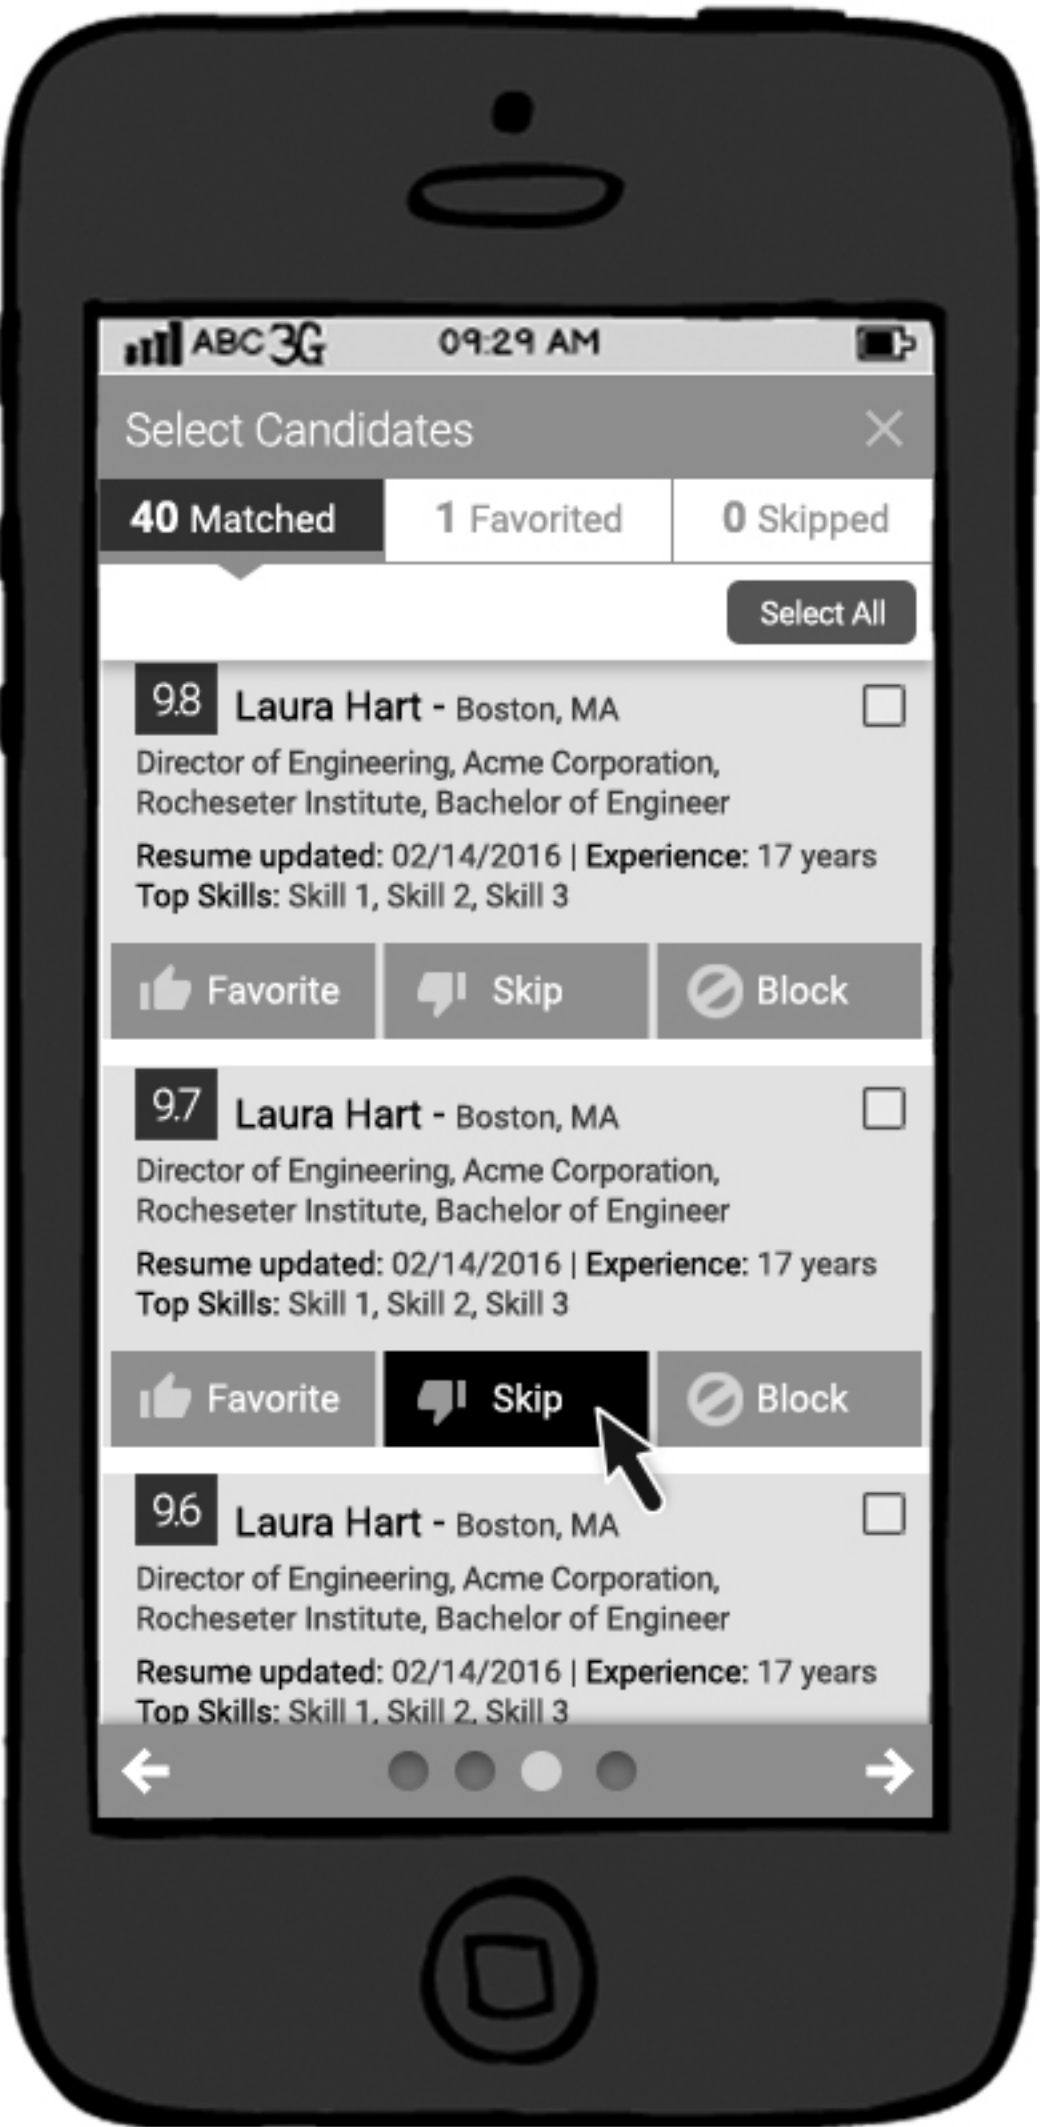 ABC 3G 09:29 AM
Select Candidates
40 Matched 1 Favorited 0 Skipped
Select All
9.8 Laura Hart - Boston, MA
Director of Engineering, Acme Corporation,
Rocheseter Institute, Bachelor of Engineer
Resume updated: 02/14/2016 | Experience: 17 years
Top Skills: Skill 1, Skill 2, Skill 3
Favorite Skip Block
9.7 Laura Hart - Boston, MA
Director of Engineering, Acme Corporation,
Rocheseter Institute, Bachelor of Engineer
Resume updated: 02/14/2016 | Experience: 17 years
Top Skills: Skill 1, Skill 2, Skill 3
Favorite Skip Block
9.6 Laura Hart - Boston, MA
Director of Engineering, Acme Corporation,
Rocheseter Institute, Bachelor of Engineer
Resume updated: 02/14/2016 | Experience: 17 years
Top Skills: Skill 1, Skill 2, Skill 3